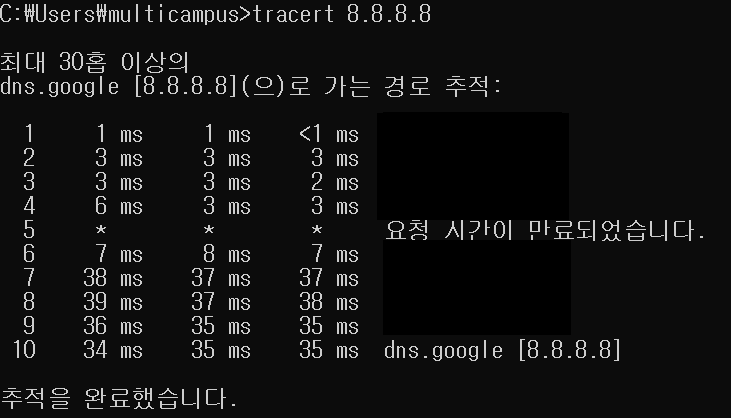 C:₩Users₩multicampus>tracert 8.8.8.8
최대 30홉 이상의
dns.google [8.8.8.8](으)로 가는 경로 추적:
1 1 ms 1 ms <1 ms
2 3 ms 3 ms 3 ms
3 3 ms 3 ms 2 ms
4 6 ms 3 ms 3 ms
5 * * * 요청 시간이 만료되었습니다.
6 7 ms 8 ms 7 ms
7 38 ms 37 ms 37 ms
8 39 ms 37 ms 38 ms
9 36 ms 35 ms 35 ms
10 34 ms 35 ms 35 ms dns.google [8.8.8.8]
추적을 완료했습니다.